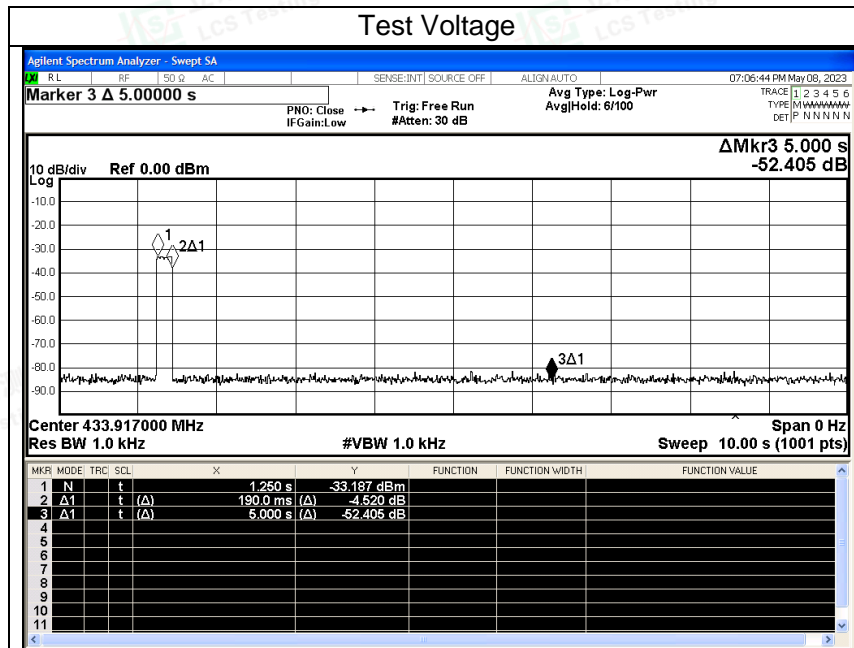 Test Voltage
Agilent Spectrum Analyzer - Swept SA
LXI RL RF 50 Ω AC SENSE:INT SOURCE OFF ALIGN AUTO 07:06:44 PM May 08, 2023
Marker 3 Δ 5.00000 s
PNO: Close
IFGain:Low
Trig: Free Run
#Atten: 30 dB
Avg Type: Log-Pwr
Avg|Hold: 6/100
TRACE 1 2 3 4 5 6
TYPE M WWWWW
DET P N N N N N
ΔMkr3 5.000 s
-52.405 dB
10 dB/div Ref 0.00 dBm
Log
-10.0
-20.0
-30.0
-40.0
-50.0
-60.0
-70.0
-80.0
-90.0
1
2Δ1
3Δ1
Center 433.917000 MHz Span 0 Hz
Res BW 1.0 kHz #VBW 1.0 kHz Sweep 10.00 s (1001 pts)
MKR MODE TRC SCL X Y FUNCTION FUNCTION WIDTH FUNCTION VALUE
1 N t 1.250 s -33.187 dBm
2 Δ1 t (Δ) 190.0 ms (Δ) -4.520 dB
3 Δ1 t (Δ) 5.000 s (Δ) -52.405 dB
4
5
6
7
8
9
10
11